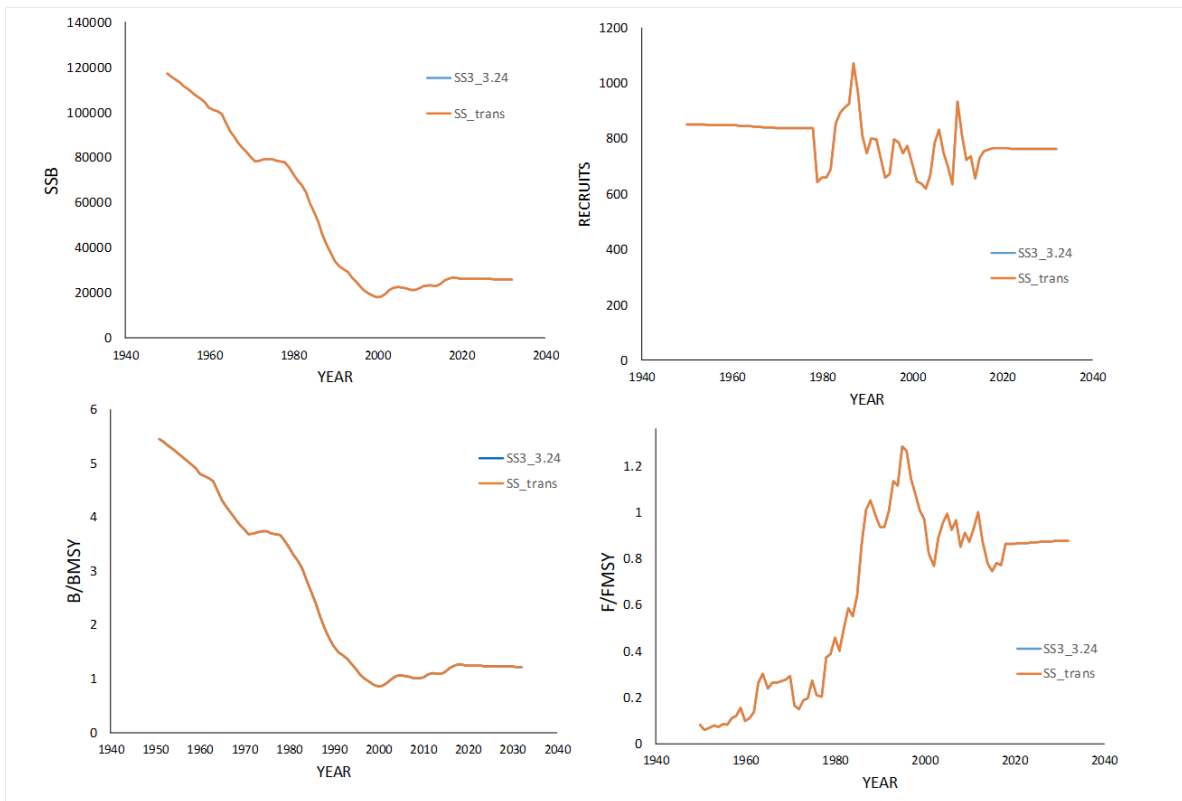 140000
120000
100000
80000
60000
40000
20000
0
SSB
SS3_3.24
SS_trans
1940 1960 1980 2000 2020 2040
YEAR
1200
1000
800
600
400
200
0
RECRUITS
SS3_3.24
SS_trans
1940 1960 1980 2000 2020 2040
YEAR
6
5
4
3
2
1
0
B/BMSY
SS3_3.24
SS_trans
1940 1950 1960 1970 1980 1990 2000 2010 2020 2030 2040
YEAR
1.2
1
0.8
0.6
0.4
0.2
0
F/FMSY
SS3_3.24
SS_trans
1940 1960 1980 2000 2020 2040
YEAR